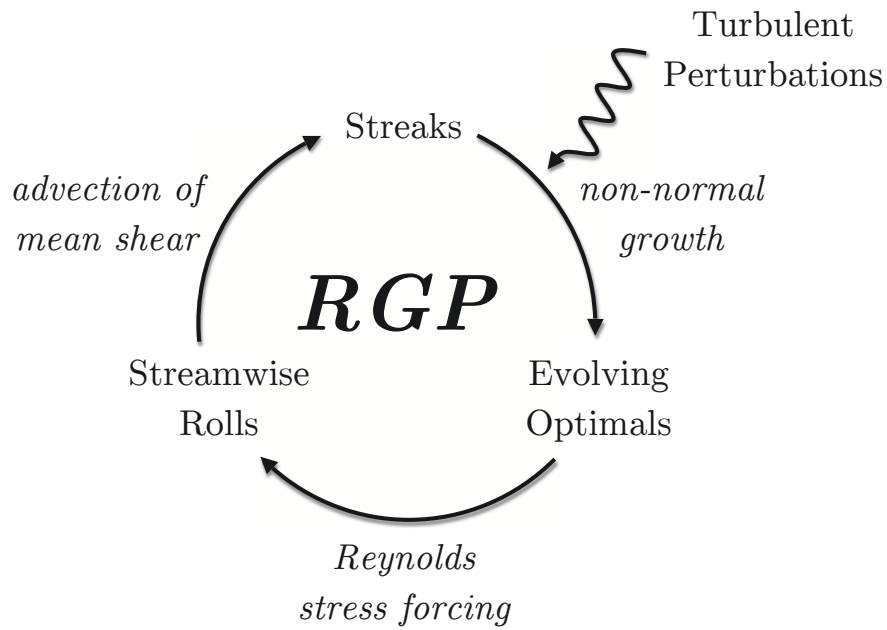 Turbulent
Perturbations
Streaks
advection of
mean shear
non-normal
growth
RGP
Streamwise
Rolls
Evolving
Optimals
Reynolds
stress forcing